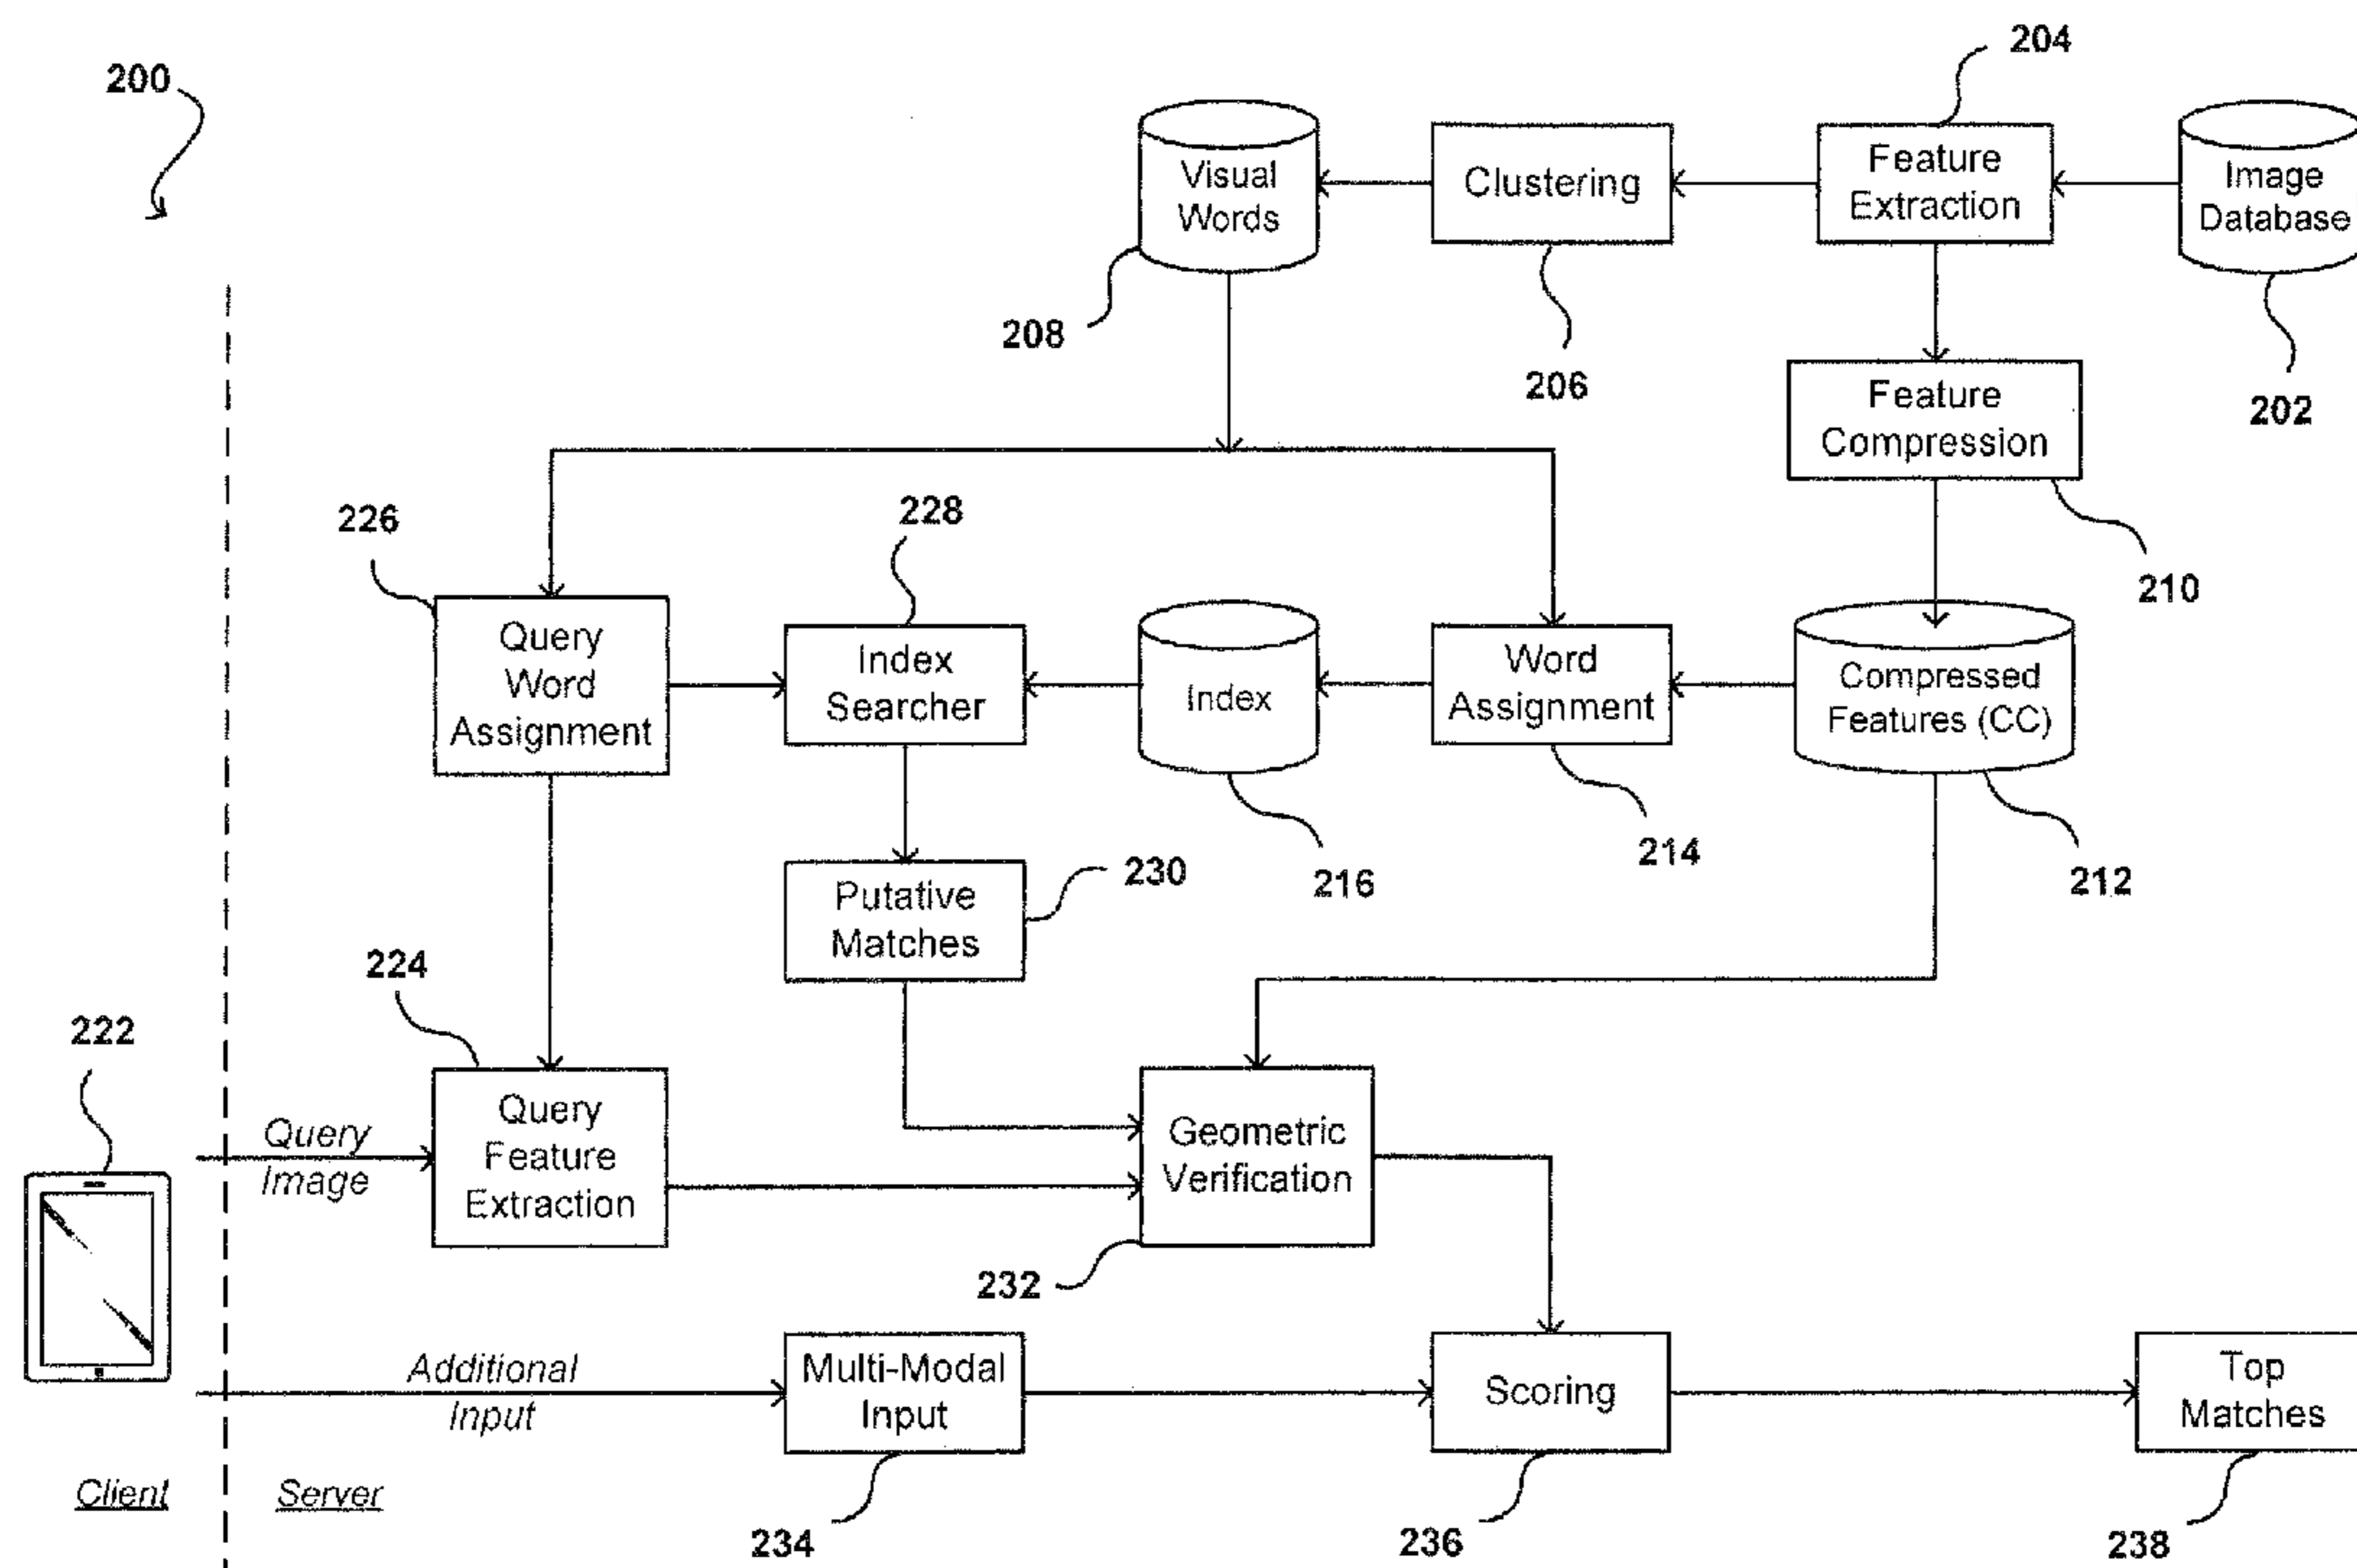 200
204
Visual
Words
Clustering
Feature
Extraction
Image
Database
208
206
202
Feature
Compression
210
226
228
Query
Word
Assignment
Index
Searcher
Index
Word
Assignment
Compressed
Features (CC)
230
216
214
212
Putative
Matches
224
222
Query
Image
Query
Feature
Extraction
Geometric
Verification
232
Additional
Input
Multi-Modal
Input
Scoring
Top
Matches
Client
Server
234
236
238